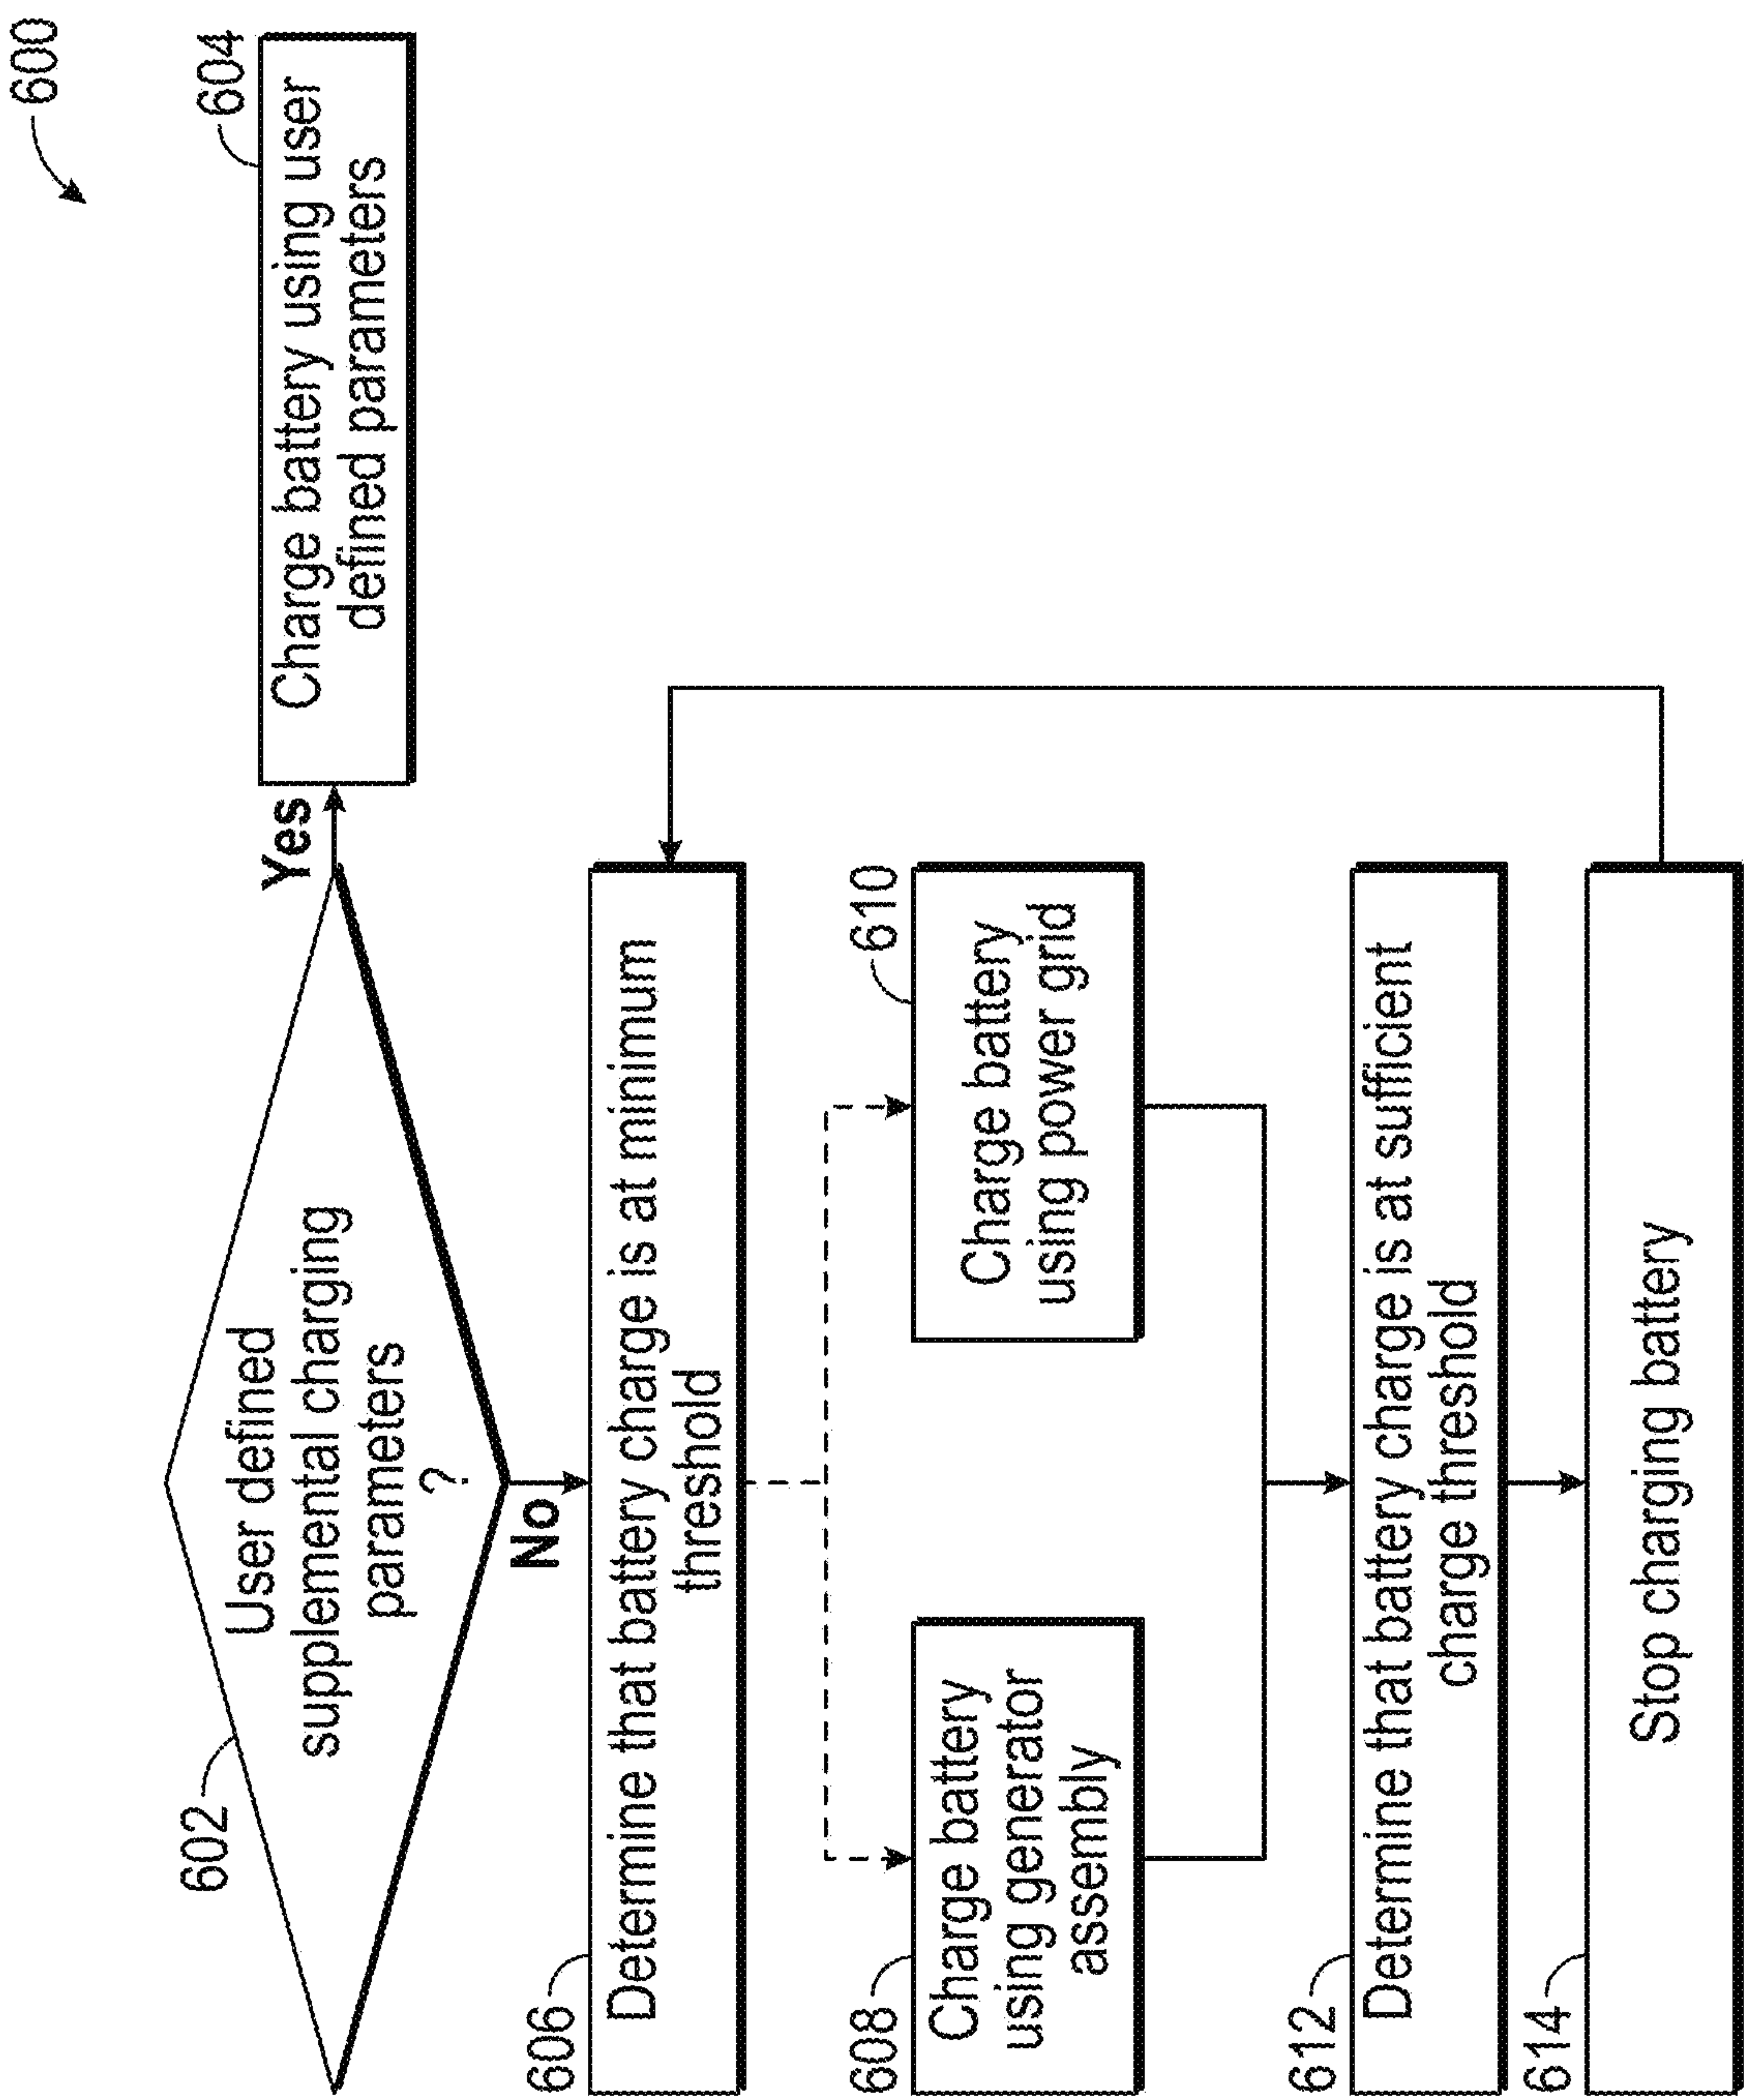 600
602
User defined
supplemental charging
parameters
?
Yes
604
Charge battery using user
defined parameters
No
606
Determine that battery charge is at minimum
threshold
608
Charge battery
using generator
assembly
610
Charge battery
using power grid
612
Determine that battery charge is at sufficient
charge threshold
614
Stop charging battery